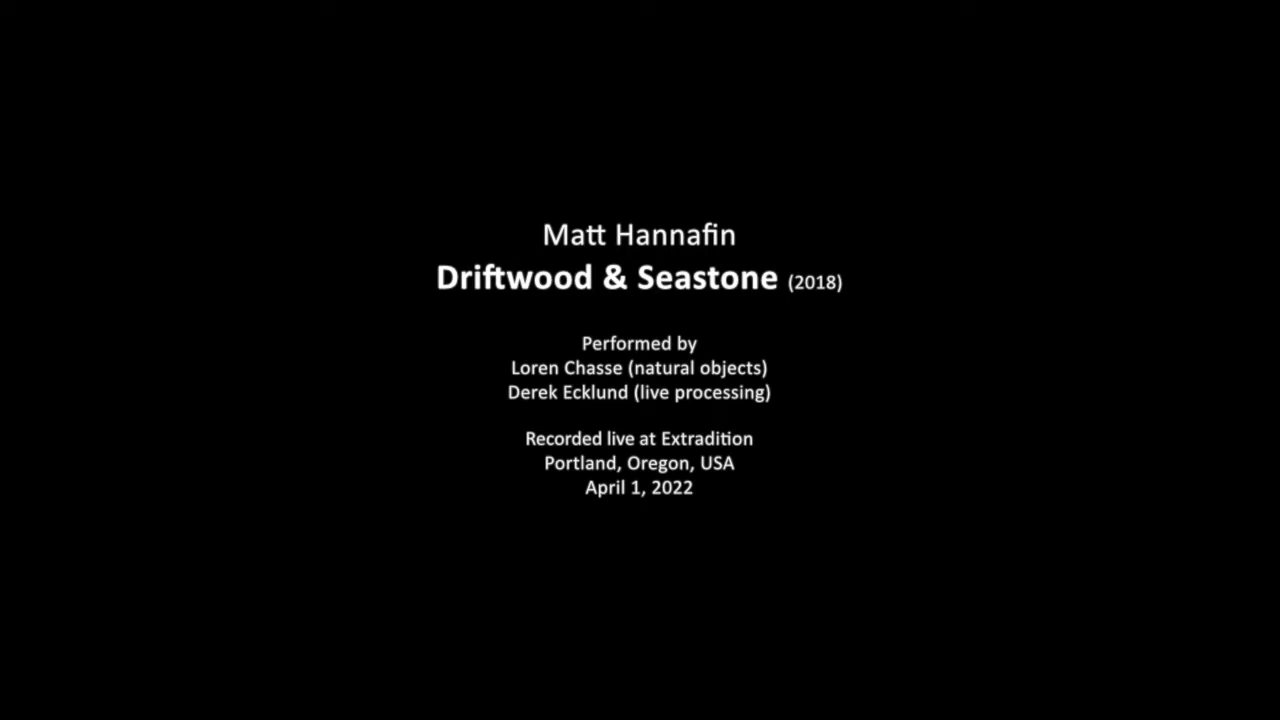 Matt Hannafin
Driftwood & Seastone (2018)
Performed by
Loren Chasse (natural objects)
Derek Ecklund (live processing)
Recorded live at Extradition
Portland, Oregon, USA
April 1, 2022